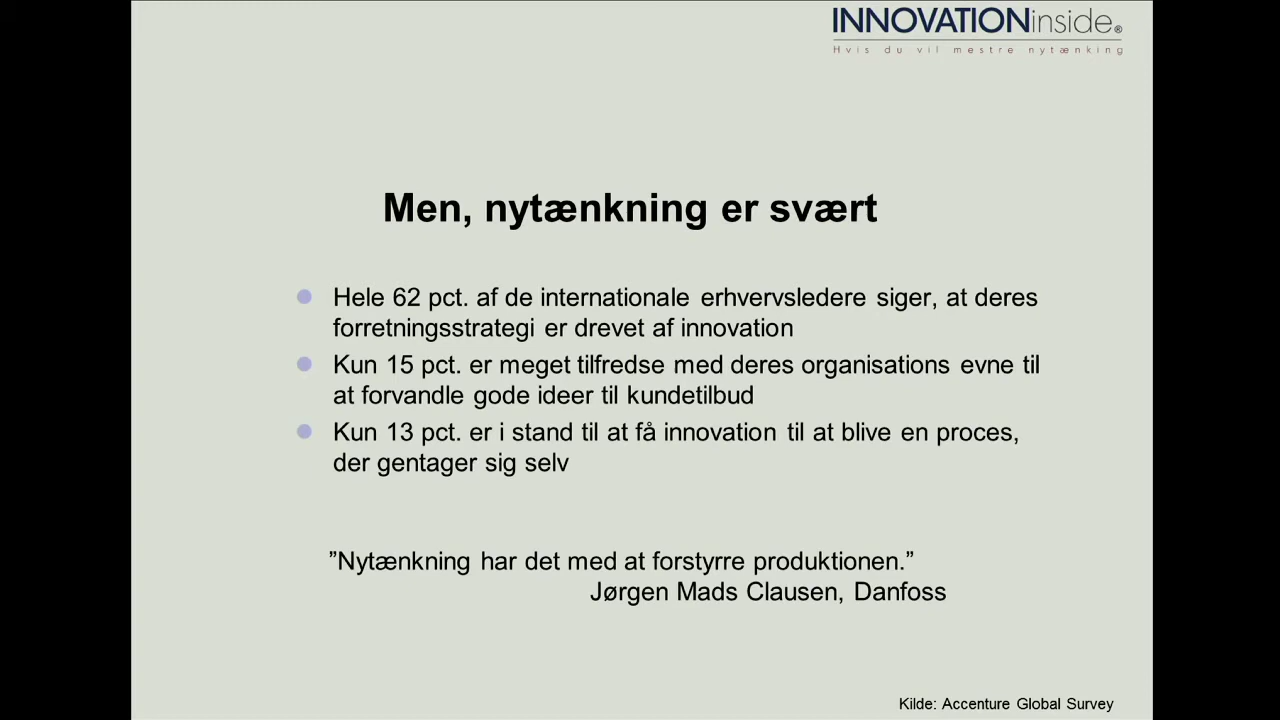 INNOVATIONinside®
Hvis du vil mestre nytænking
Men, nytænkning er svært
Hele 62 pct. af de internationale erhvervsledere siger, at deres
forretningsstrategi er drevet af innovation
Kun 15 pct. er meget tilfredse med deres organisations evne til
at forvandle gode ideer til kundetilbud
Kun 13 pct. er i stand til at få innovation til at blive en proces,
der gentager sig selv
”Nytænkning har det med at forstyrre produktionen.”
Jørgen Mads Clausen, Danfoss
Kilde: Accenture Global Survey